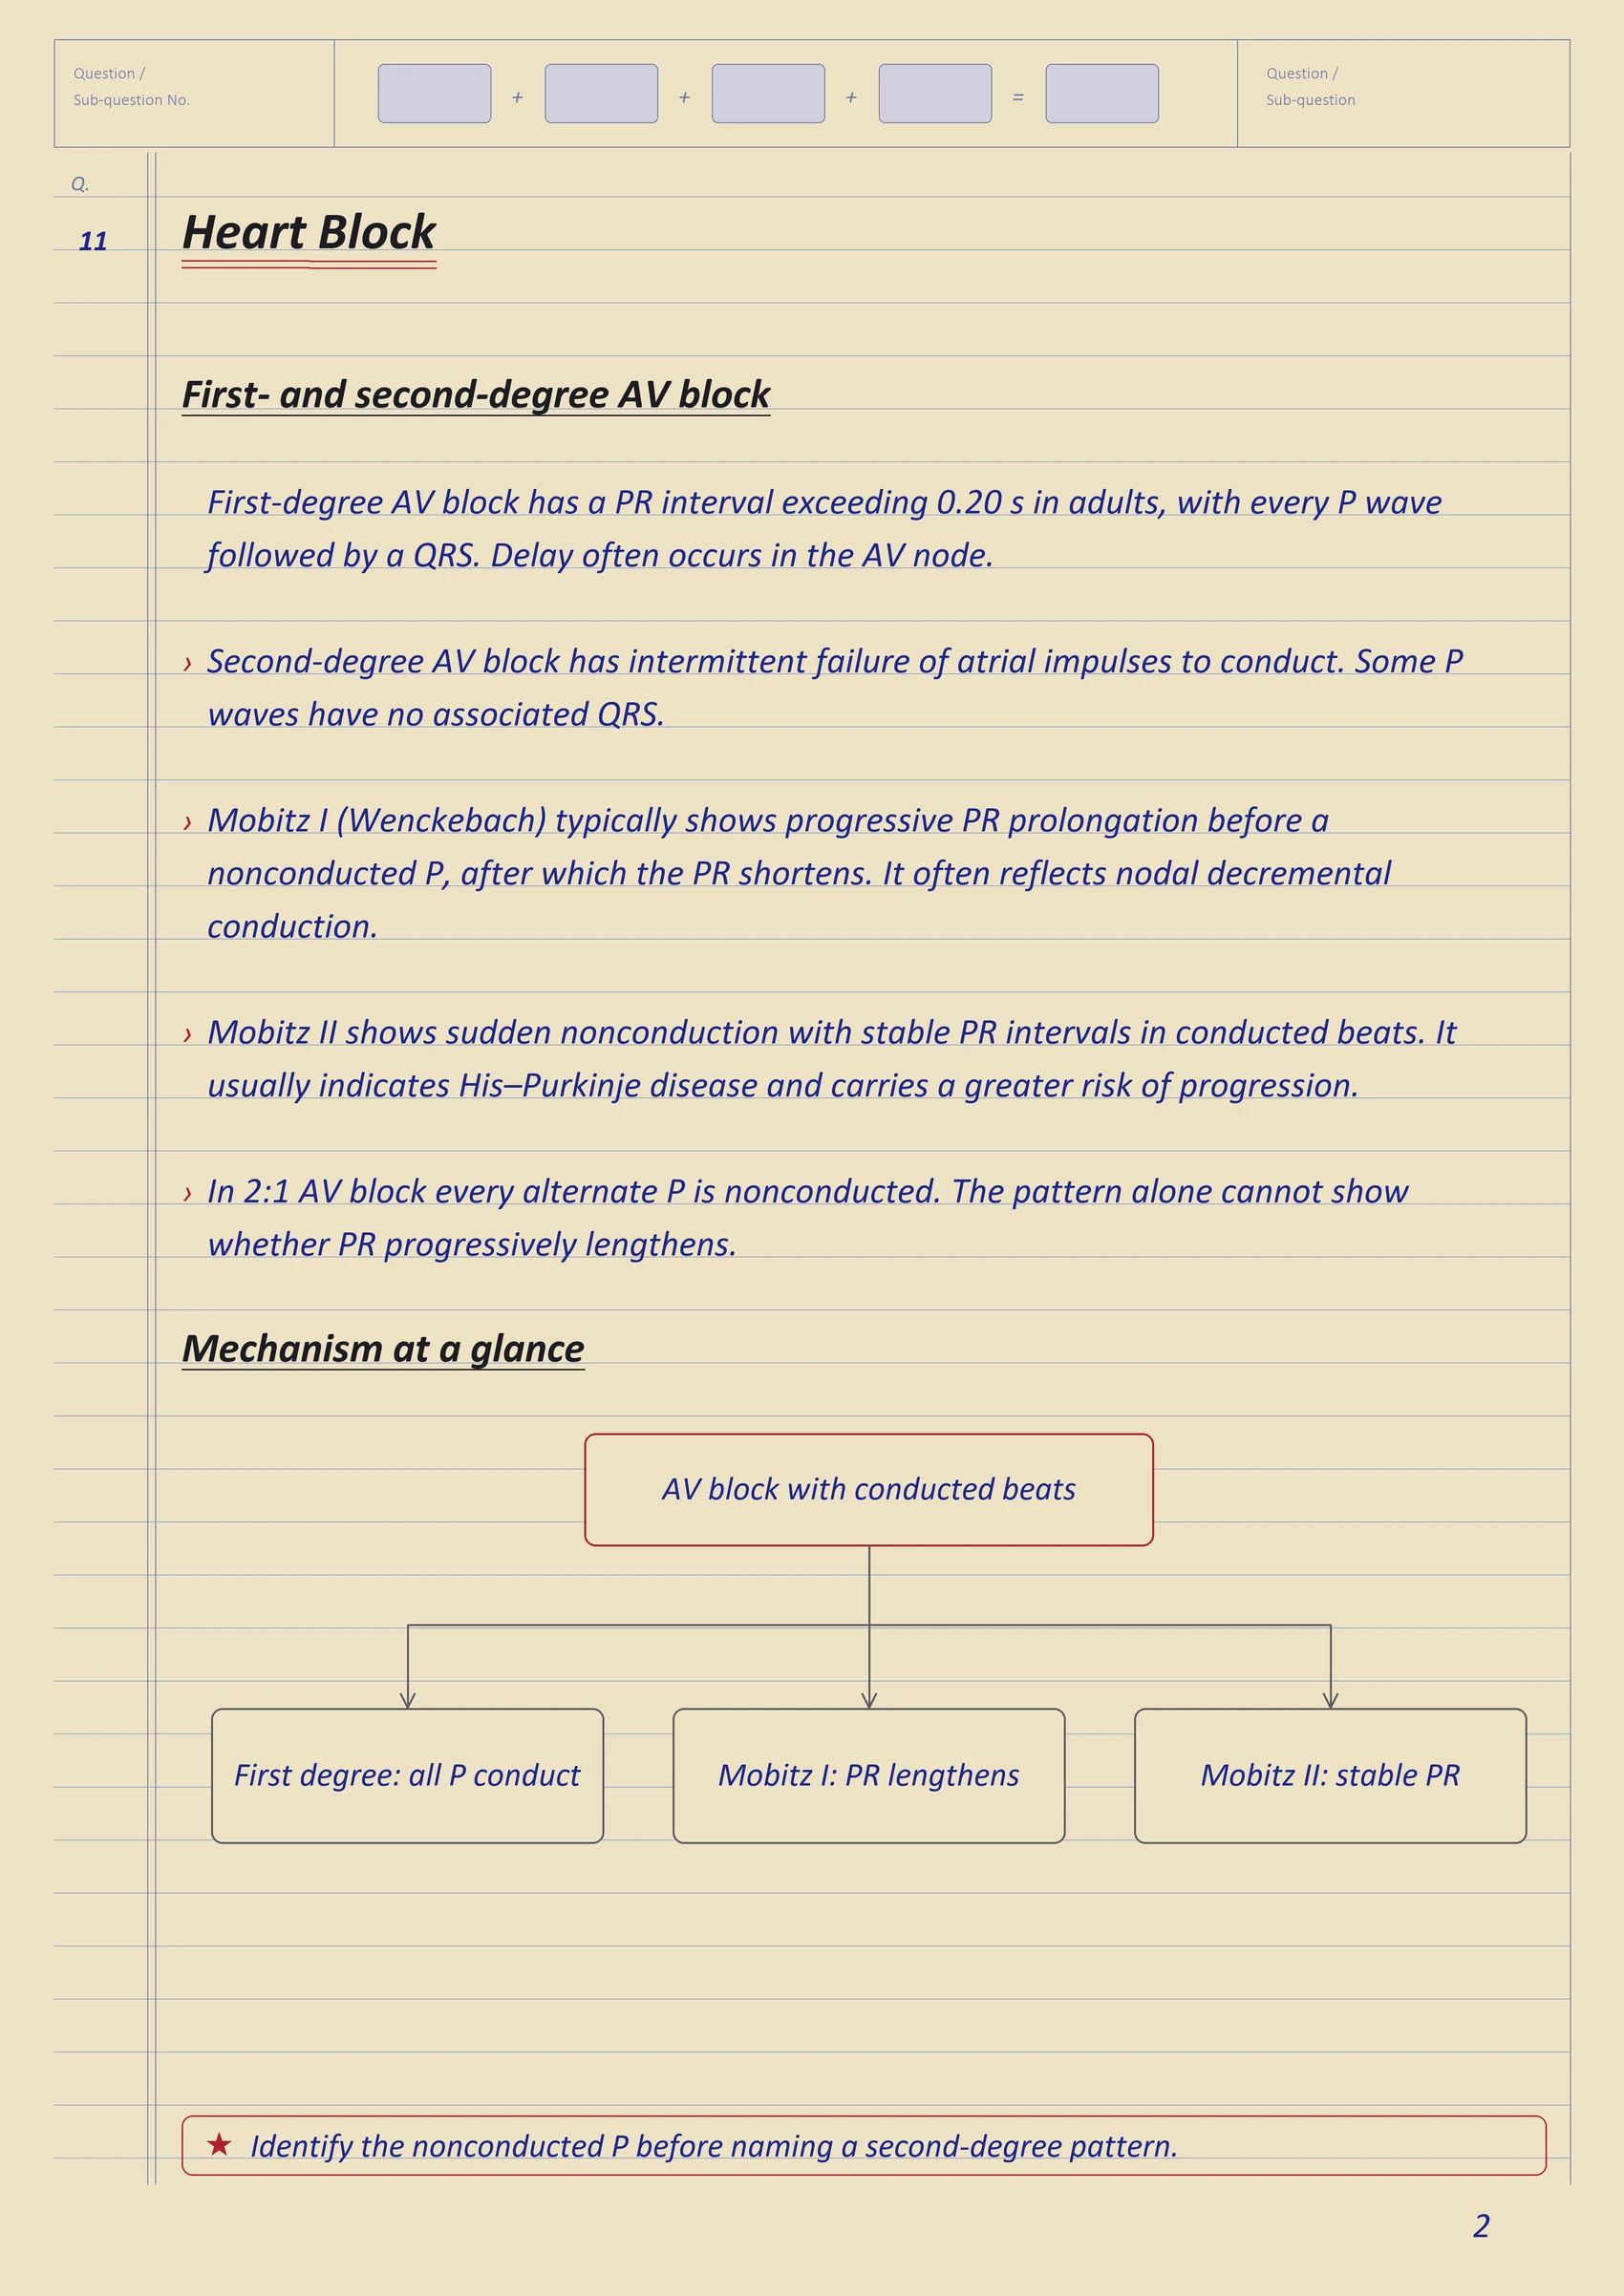 Question /
Sub-question No.
+ + + =
Question /
Sub-question
Q.
11
Heart Block
First- and second-degree AV block
First-degree AV block has a PR interval exceeding 0.20 s in adults, with every P wave
followed by a QRS. Delay often occurs in the AV node.
› Second-degree AV block has intermittent failure of atrial impulses to conduct. Some P
waves have no associated QRS.
› Mobitz I (Wenckebach) typically shows progressive PR prolongation before a
nonconducted P, after which the PR shortens. It often reflects nodal decremental
conduction.
› Mobitz II shows sudden nonconduction with stable PR intervals in conducted beats. It
usually indicates His–Purkinje disease and carries a greater risk of progression.
› In 2:1 AV block every alternate P is nonconducted. The pattern alone cannot show
whether PR progressively lengthens.
Mechanism at a glance
AV block with conducted beats
First degree: all P conduct
Mobitz I: PR lengthens
Mobitz II: stable PR
★ Identify the nonconducted P before naming a second-degree pattern.
2